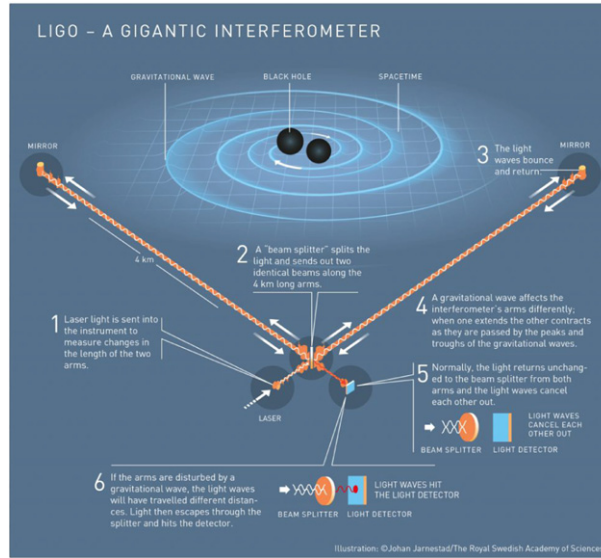 LIGO – A GIGANTIC INTERFEROMETER
GRAVITATIONAL WAVE
BLACK HOLE
SPACETIME
MIRROR
3 The light
waves bounce
and return.
MIRROR
4 km
2 A "beam splitter" splits the
light and sends out two
identical beams along the
4 km long arms.
1 Laser light is sent into
the instrument to
measure changes in
the length of the two
arms.
4 A gravitational wave affects the
interferometer's arms differently;
when one extends the other contracts
as they are passed by the peaks and
troughs of the gravitational waves.
LASER
5 Normally, the light returns unchang-
ed to the beam splitter from both
arms and the light waves cancel
each other out.
LIGHT WAVES
CANCEL EACH
OTHER OUT
BEAM SPLITTER
LIGHT DETECTOR
6 If the arms are disturbed by a
gravitational wave, the light waves
will have travelled different distan-
ces. Light then escapes through the
splitter and hits the detector.
LIGHT WAVES HIT
THE LIGHT DETECTOR
BEAM SPLITTER
LIGHT DETECTOR
Illustration: ©Johan Jarnestad/The Royal Swedish Academy of Science